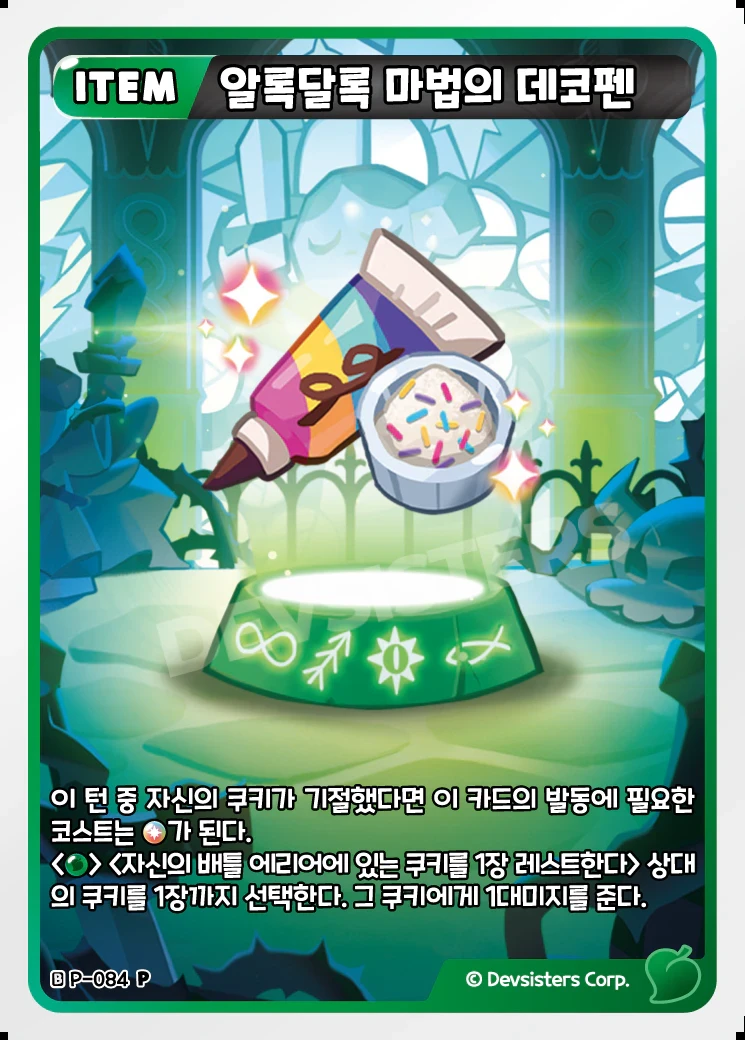 ITEM 알록달록 마법의 데코펜
DEVSISTERS
이 턴 중 자신의 쿠키가 기절했다면 이 카드의 발동에 필요한
코스트는 가 된다.
< > <자신의 배틀 에리어에 있는 쿠키를 1장 레스트한다> 상대
의 쿠키를 1장까지 선택한다. 그 쿠키에게 1대미지를 준다.
B P-084 P
© Devsisters Corp.